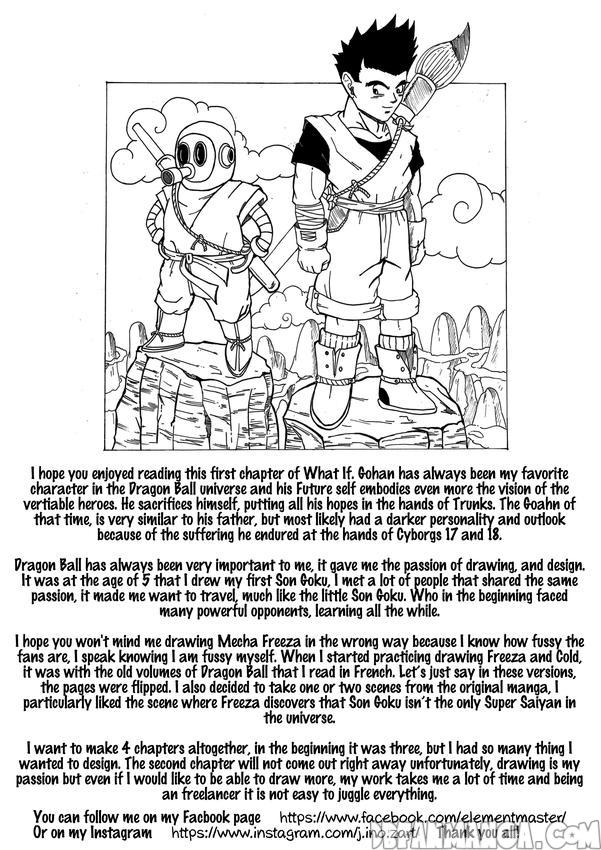 I hope you enjoyed reading this first chapter of What If. Gohan has always been my favorite
character in the Dragon Ball universe and his Future self embodies even more the vision of the
vertiable heroes. He sacrifices himself, putting all his hopes in the hands of Trunks. The Goahn of
that time, is very similar to his father, but most likely had a darker personality and outlook
because of the suffering he endured at the hands of Cyborgs 17 and 18.
Dragon Ball has always been very important to me, it gave me the passion of drawing, and design.
It was at the age of 5 that I drew my first Son Goku, I met a lot of people that shared the same
passion, it made me want to travel, much like the little Son Goku. Who in the beginning faced
many powerful opponents, learning all the while.
I hope you won't mind me drawing Mecha Freeza in the wrong way because I know how fussy the
fans are, I speak knowing I am fussy myself. When I started practicing drawing Freeza and Cold,
it was with the old volumes of Dragon Ball that I read in French. Let's just say in these versions,
the pages were flipped. I also decided to take one or two scenes from the original manga, I
particularly liked the scene where Freeza discovers that Son Goku isn't the only Super Saiyan in
the universe.
I want to make 4 chapters altogether, in the beginning it was three, but I had so many thing I
wanted to design. The second chapter will not come out right away unfortunately, drawing is my
passion but even if I would like to be able to draw more, my work takes me a lot of time and being
an freelancer it is not easy to juggle everything.
You can follow me on my Facbook page https://www.facebook.com/elementmaster/
Or on my Instagram https://www.instagram.com/j.ino.zart/ Thank you all!
DBFANMANGA.COM